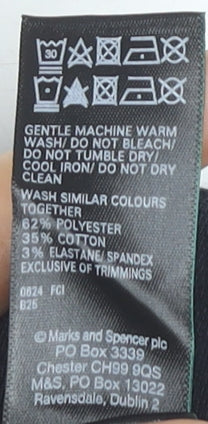 30
GENTLE MACHINE WARM
WASH/ DO NOT BLEACH/
DO NOT TUMBLE DRY/
COOL IRON/ DO NOT DRY
CLEAN
WASH SIMILAR COLOURS
TOGETHER
62% POLYESTER
35% COTTON
3% ELASTANE/ SPANDEX
EXCLUSIVE OF TRIMMINGS
0624 FCI
B25
© Marks and Spencer plc
PO Box 3339
Chester CH99 9QS
M&S, PO Box 13022
Ravensdale, Dublin 2